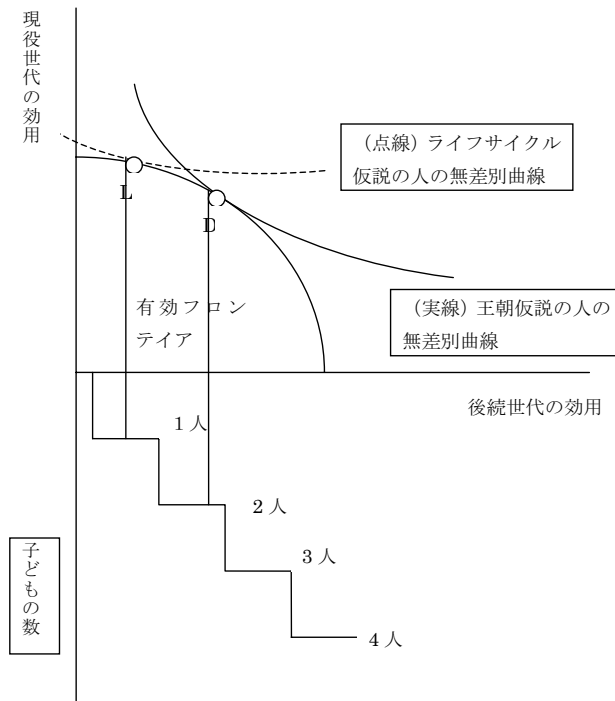 現役世代の効用
(点線)ライフサイクル
仮説の人の無差別曲線
L
D
有効フロン
テイア
(実線)王朝仮説の人の
無差別曲線
後続世代の効用
1人
2人
3人
4人
子どもの数